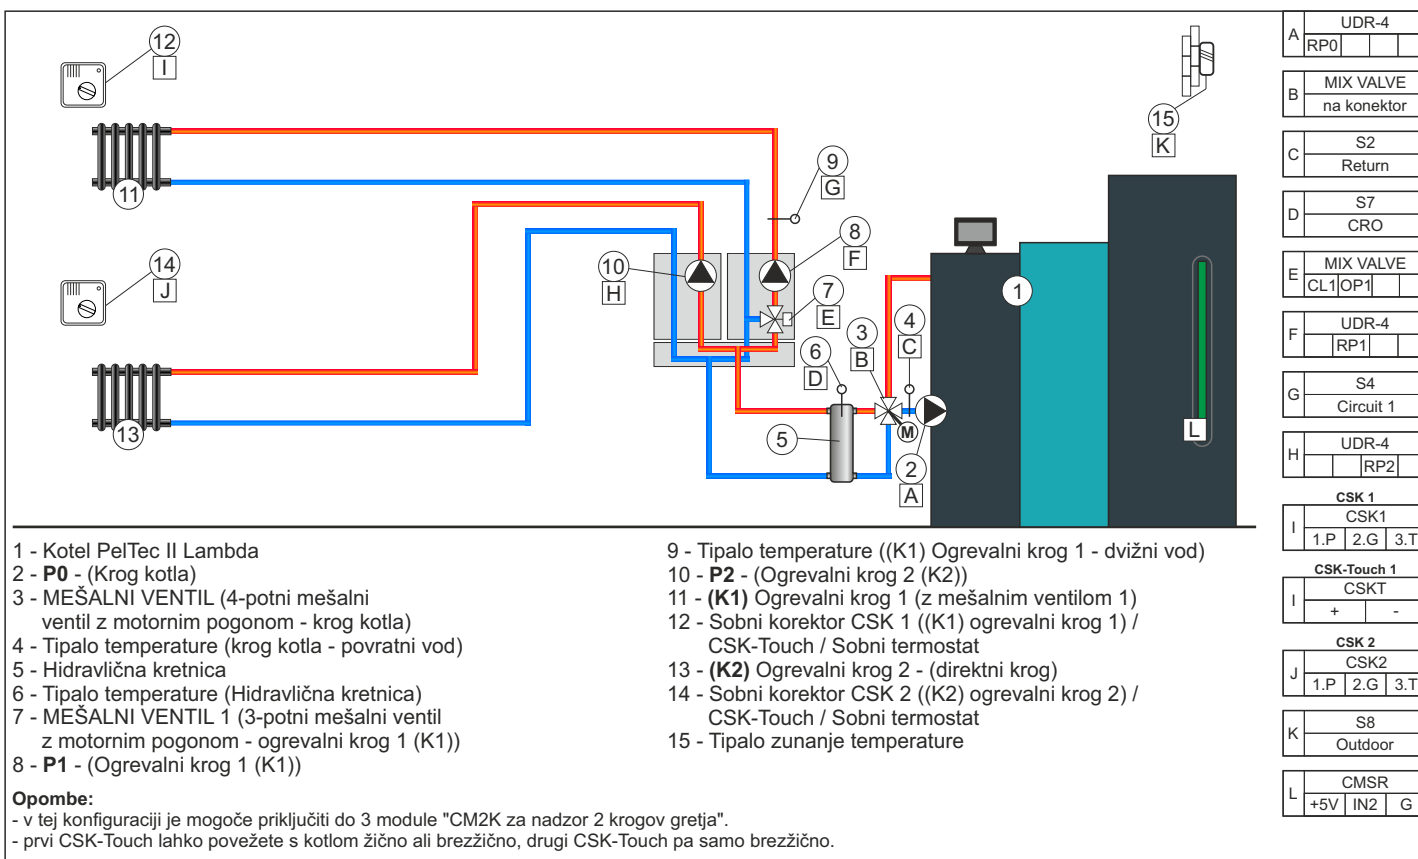 12
I
14
J
11
13
10
H
9
G
8
F
7
E
6
D
5
3
B
4
C
M
2
A
1
15
K
L
A
UDR-4
RP0
B
MIX VALVE
na konektor
C
S2
Return
D
S7
CRO
E
MIX VALVE
CL1 OP1
F
UDR-4
RP1
G
S4
Circuit 1
H
UDR-4
RP2
CSK 1
I
CSK1
1.P 2.G 3.T
CSK-Touch 1
I
CSKT
+ -
CSK 2
J
CSK2
1.P 2.G 3.T
K
S8
Outdoor
L
CMSR
+5V IN2 G
1 - Kotel PelTec II Lambda
2 - P0 - (Krog kotla)
3 - MEŠALNI VENTIL (4-potni mešalni
ventil z motornim pogonom - krog kotla)
4 - Tipalo temperature (krog kotla - povratni vod)
5 - Hidravlična kretnica
6 - Tipalo temperature (Hidravlična kretnica)
7 - MEŠALNI VENTIL 1 (3-potni mešalni ventil
z motornim pogonom - ogrevalni krog 1 (K1))
8 - P1 - (Ogrevalni krog 1 (K1))
9 - Tipalo temperature ((K1) Ogrevalni krog 1 - dvižni vod)
10 - P2 - (Ogrevalni krog 2 (K2))
11 - (K1) Ogrevalni krog 1 (z mešalnim ventilom 1)
12 - Sobni korektor CSK 1 ((K1) ogrevalni krog 1) /
CSK-Touch / Sobni termostat
13 - (K2) Ogrevalni krog 2 - (direktni krog)
14 - Sobni korektor CSK 2 ((K2) ogrevalni krog 2) /
CSK-Touch / Sobni termostat
15 - Tipalo zunanje temperature
Opombe:
- v tej konfiguraciji je mogoče priključiti do 3 module "CM2K za nadzor 2 krogov gretja".
- prvi CSK-Touch lahko povežete s kotlom žično ali brezžično, drugi CSK-Touch pa samo brezžično.